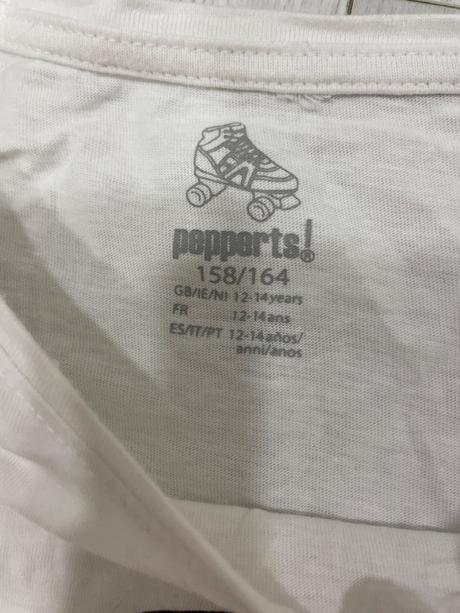 pepperts!®
158/164
GB/IE/NI 12-14 years
FR 12-14 ans
ES/IT/PT 12-14 años/
anni/anos